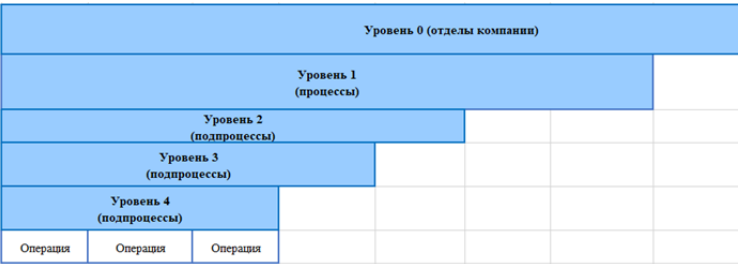 Уровень 0 (отделы компании)
Уровень 1
(процессы)
Уровень 2
(подпроцессы)
Уровень 3
(подпроцессы)
Уровень 4
(подпроцессы)
Операция Операция Операция